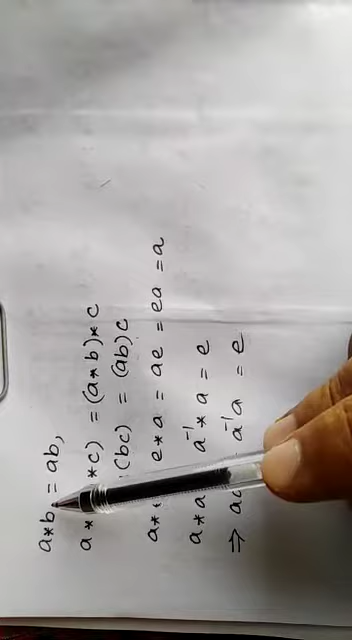 a*b = ab,
a * *c) = (a*b)*c
(bc) = (ab)c
a* e*a = ae = ea = a
a*a a⁻¹*a = e
⇒ a a⁻¹a = e